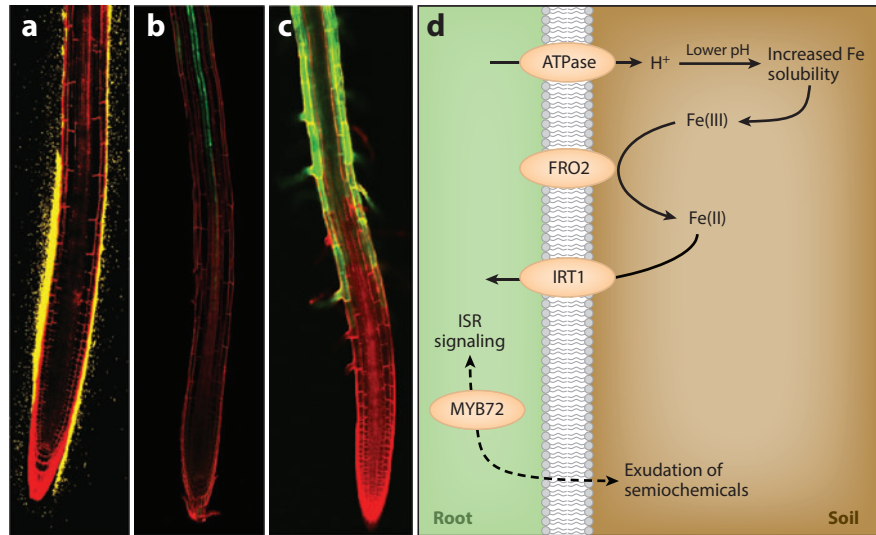 a
b
c
d
ATPase
H⁺
Lower pH
Increased Fe
solubility
Fe(III)
FRO2
Fe(II)
IRT1
ISR
signaling
MYB72
Exudation of
semiochemicals
Root
Soil